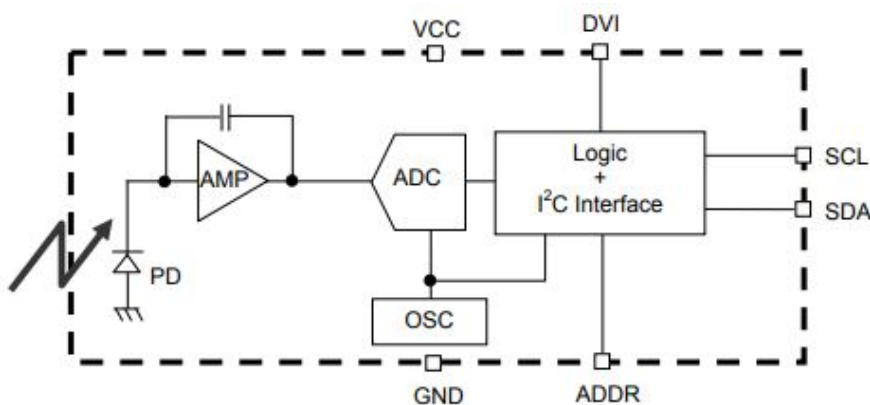 VCC
DVI
AMP
ADC
Logic
+
I²C Interface
SCL
SDA
PD
OSC
GND
ADDR